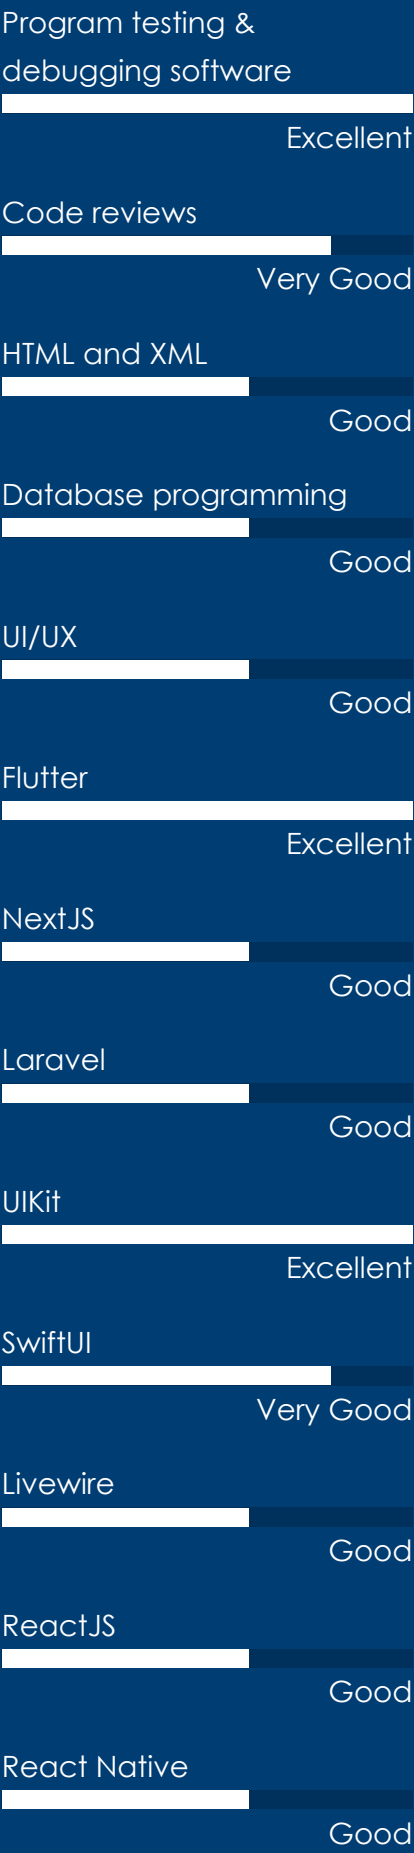 Program testing &
debugging software
Excellent
Code reviews
Very Good
HTML and XML
Good
Database programming
Good
UI/UX
Good
Flutter
Excellent
NextJS
Good
Laravel
Good
UIKit
Excellent
SwiftUI
Very Good
Livewire
Good
ReactJS
Good
React Native
Good